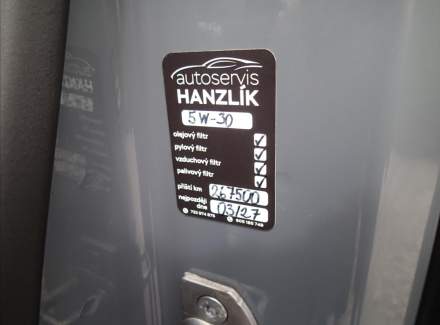 autoservis
HANZLÍK
5W-30
olejový filtr ✓
pylový filtr ✓
vzduchový filtr ✓
palivový filtr ✓
příští km 267500
nejpozději
dne 03/27